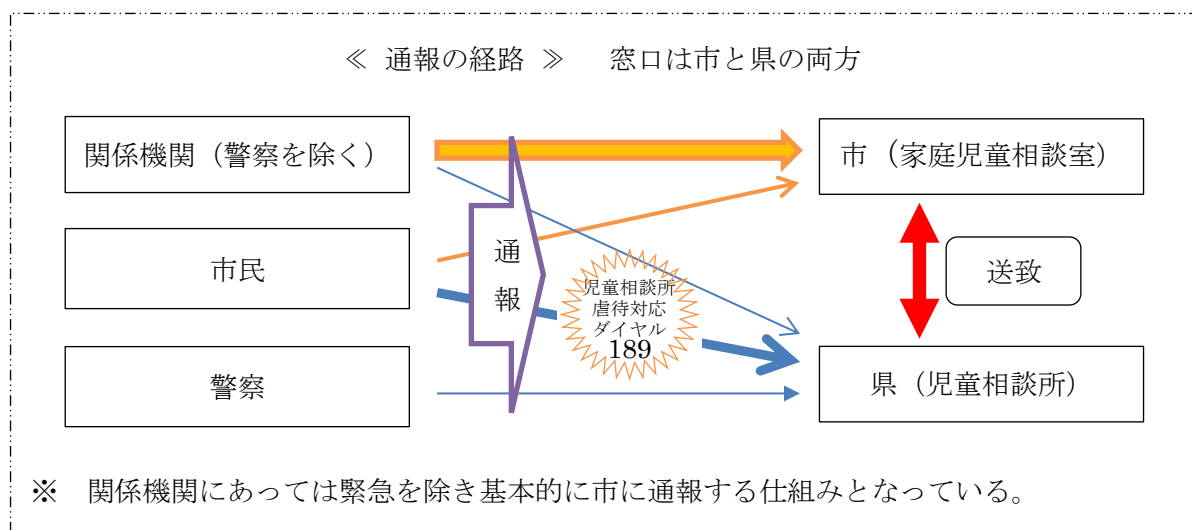 ≪ 通報の経路 ≫　窓口は市と県の両方
関係機関（警察を除く）
市（家庭児童相談室）
市民
通報
児童相談所
虐待対応
ダイヤル
189
送致
警察
県（児童相談所）
※　関係機関にあっては緊急を除き基本的に市に通報する仕組みとなっている。